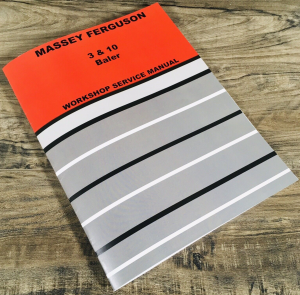 MASSEY FERGUSON
3 & 10
Baler
WORKSHOP SERVICE MANUAL